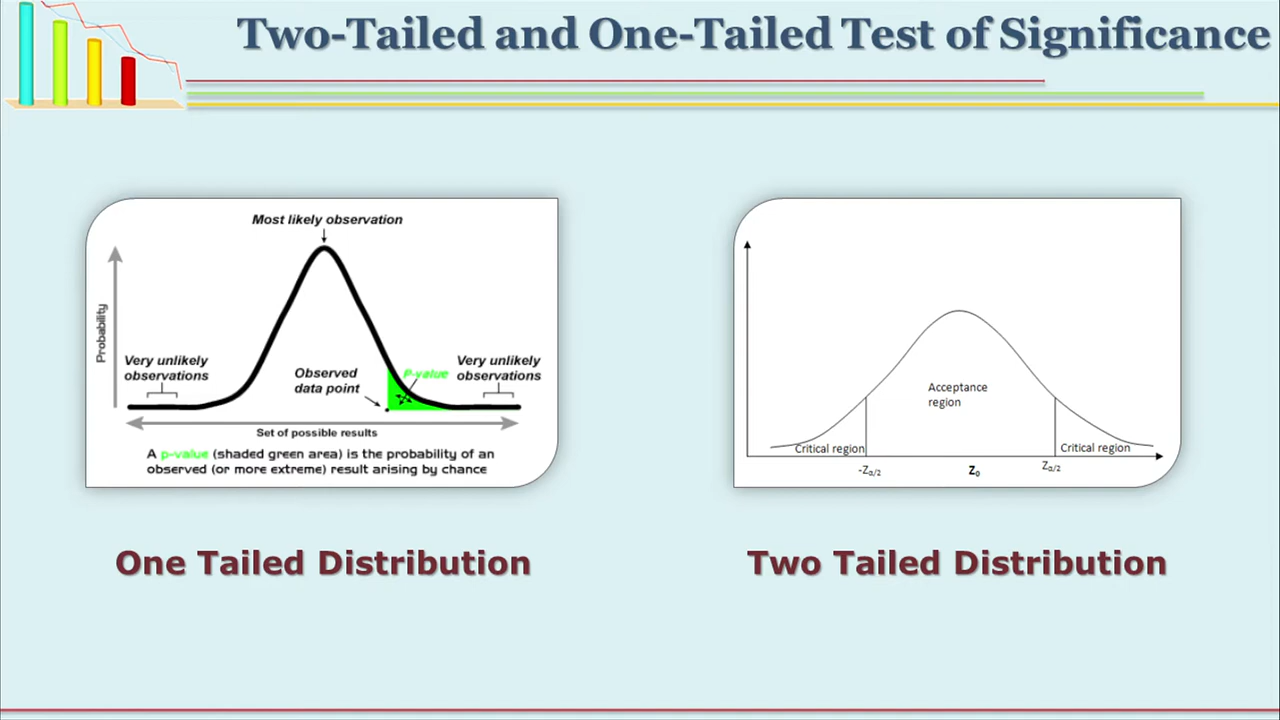 Two-Tailed and One-Tailed Test of Significance
Most likely observation
Probability
Very unlikely
observations
Observed
data point
P-value
Very unlikely
observations
Set of possible results
A p-value (shaded green area) is the probability of an
observed (or more extreme) result arising by chance
One Tailed Distribution
Acceptance
region
Critical region
Critical region
-Zα/2
Z0
Zα/2
Two Tailed Distribution